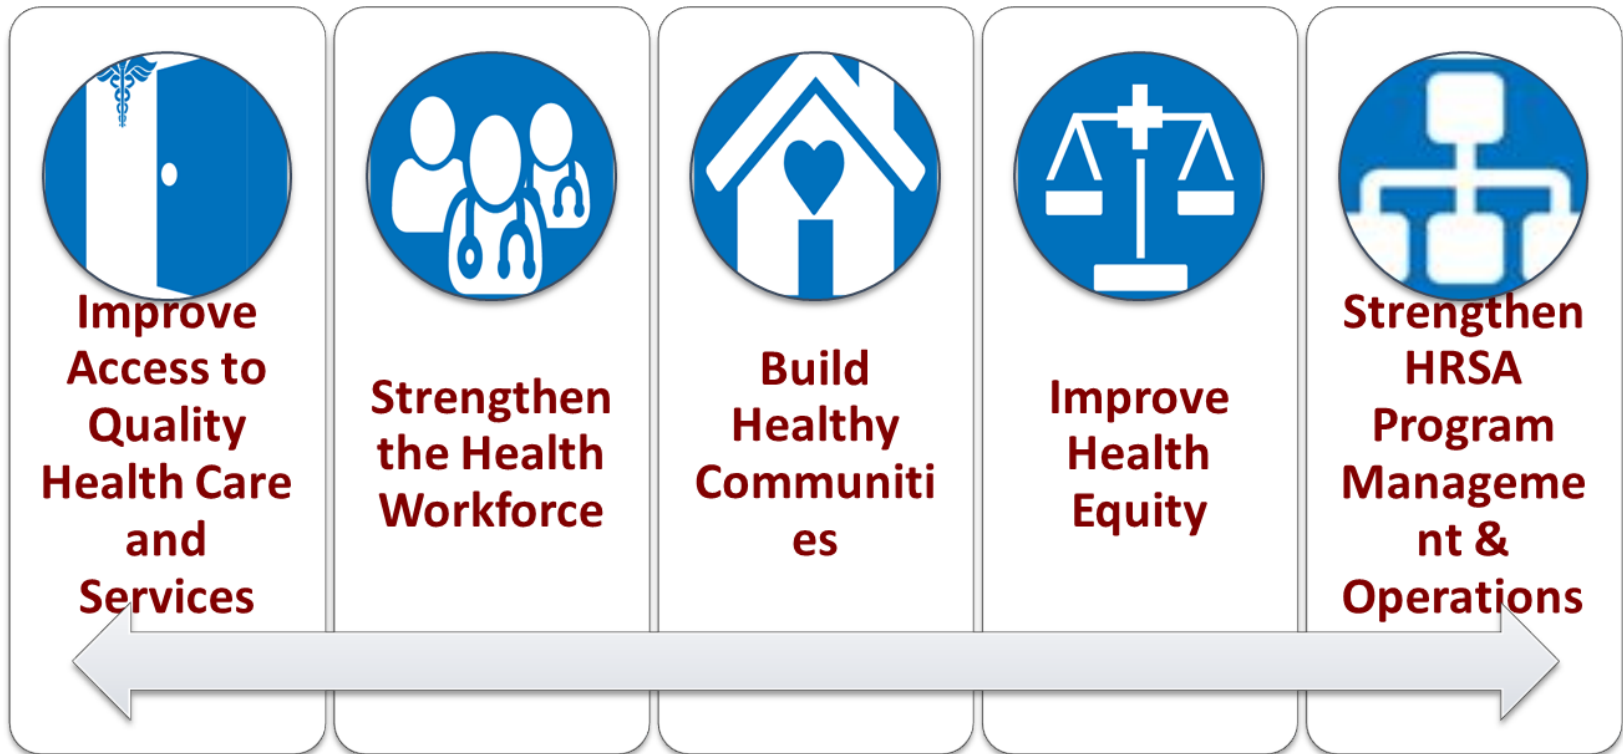 Improve
Access to
Quality
Health Care
and
Services
Strengthen
the Health
Workforce
Build
Healthy
Communiti
es
Improve
Health
Equity
Strengthen
HRSA
Program
Manageme
nt &
Operations